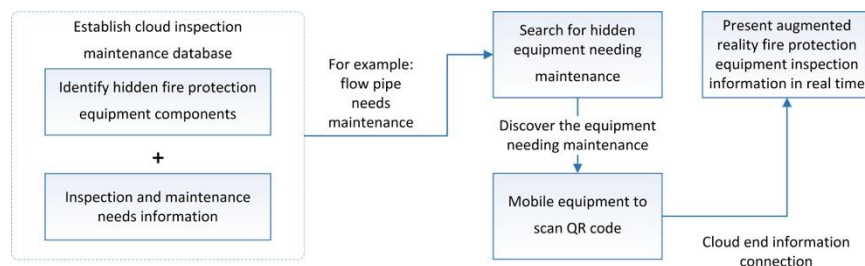 Establish cloud inspection
maintenance database
Identify hidden fire protection
equipment components
+
Inspection and maintenance
needs information
For example:
flow pipe
needs
maintenance
Search for hidden
equipment needing
maintenance
Discover the equipment
needing maintenance
Mobile equipment to
scan QR code
Present augmented
reality fire protection
equipment inspection
information in real time
Cloud end information
connection